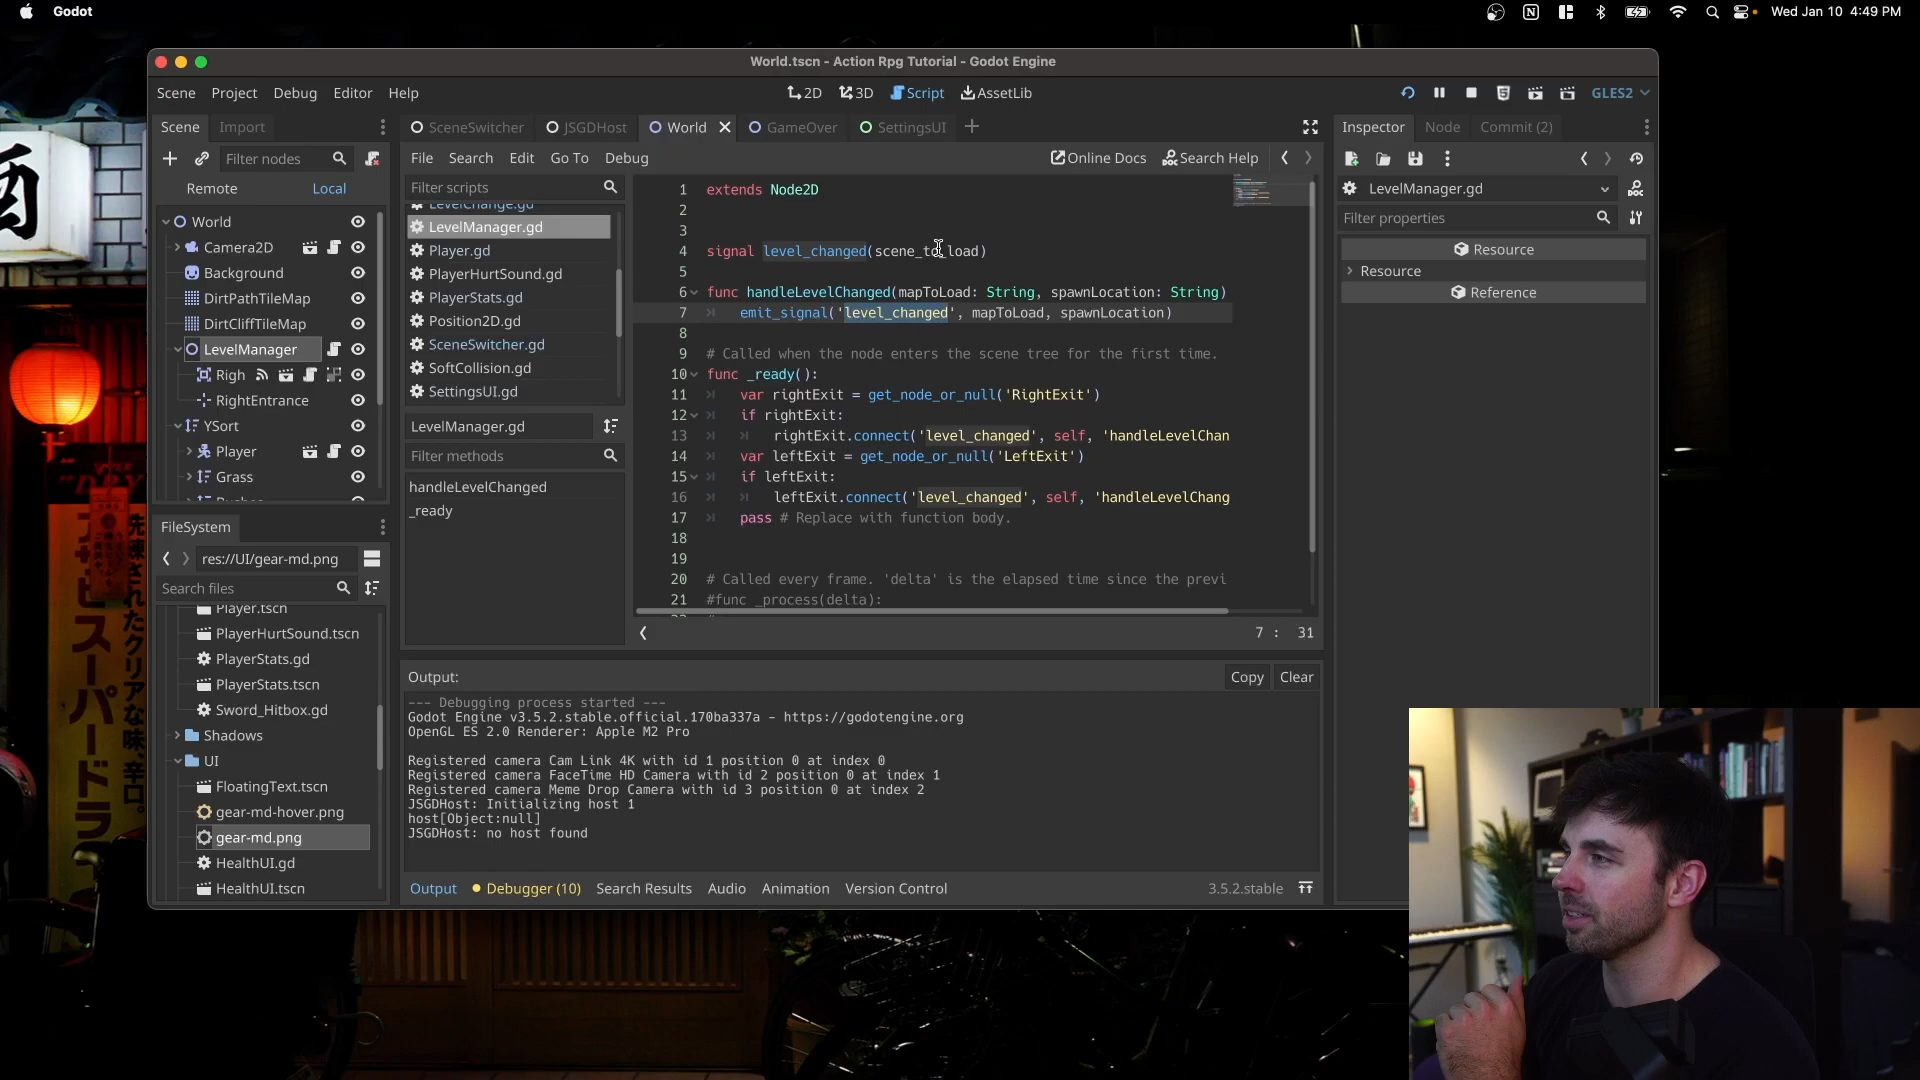 Godot
Wed Jan 10 4:49 PM
World.tscn - Action Rpg Tutorial - Godot Engine
Scene Project Debug Editor Help
2D 3D Script AssetLib
GLES2
Scene Import
SceneSwitcher JSGDHost World GameOver SettingsUI
Inspector Node Commit (2)
Filter nodes
File Search Edit Go To Debug
Online Docs Search Help
Remote Local
Filter scripts
LevelManager.gd
Filter properties
Resource
Resource
Reference
World
Camera2D
Background
DirtPathTileMap
DirtCliffTileMap
LevelManager
Righ
RightEntrance
YSort
Player
Grass
Bushes
LevelChange.gd
LevelManager.gd
Player.gd
PlayerHurtSound.gd
PlayerStats.gd
Position2D.gd
SceneSwitcher.gd
SoftCollision.gd
SettingsUI.gd
LevelManager.gd
Filter methods
handleLevelChanged
_ready
1 extends Node2D
2
3
4 signal level_changed(scene_to_load)
5
6 func handleLevelChanged(mapToLoad: String, spawnLocation: String)
7 emit_signal('level_changed', mapToLoad, spawnLocation)
8
9 # Called when the node enters the scene tree for the first time.
10 func _ready():
11 var rightExit = get_node_or_null('RightExit')
12 if rightExit:
13 rightExit.connect('level_changed', self, 'handleLevelChan
14 var leftExit = get_node_or_null('LeftExit')
15 if leftExit:
16 leftExit.connect('level_changed', self, 'handleLevelChang
17 pass # Replace with function body.
18
19
20 # Called every frame. 'delta' is the elapsed time since the previ
21 #func _process(delta):
7 : 31
FileSystem
res://UI/gear-md.png
Search files
Player.tscn
PlayerHurtSound.tscn
PlayerStats.gd
PlayerStats.tscn
Sword_Hitbox.gd
Shadows
UI
FloatingText.tscn
gear-md-hover.png
gear-md.png
HealthUI.gd
HealthUI.tscn
Output:
Copy Clear
--- Debugging process started ---
Godot Engine v3.5.2.stable.official.170ba337a - https://godotengine.org
OpenGL ES 2.0 Renderer: Apple M2 Pro
Registered camera Cam Link 4K with id 1 position 0 at index 0
Registered camera FaceTime HD Camera with id 2 position 0 at index 1
Registered camera Meme Drop Camera with id 3 position 0 at index 2
JSGDHost: Initializing host 1
host[Object:null]
JSGDHost: no host found
Output Debugger (10) Search Results Audio Animation Version Control
3.5.2.stable
酒